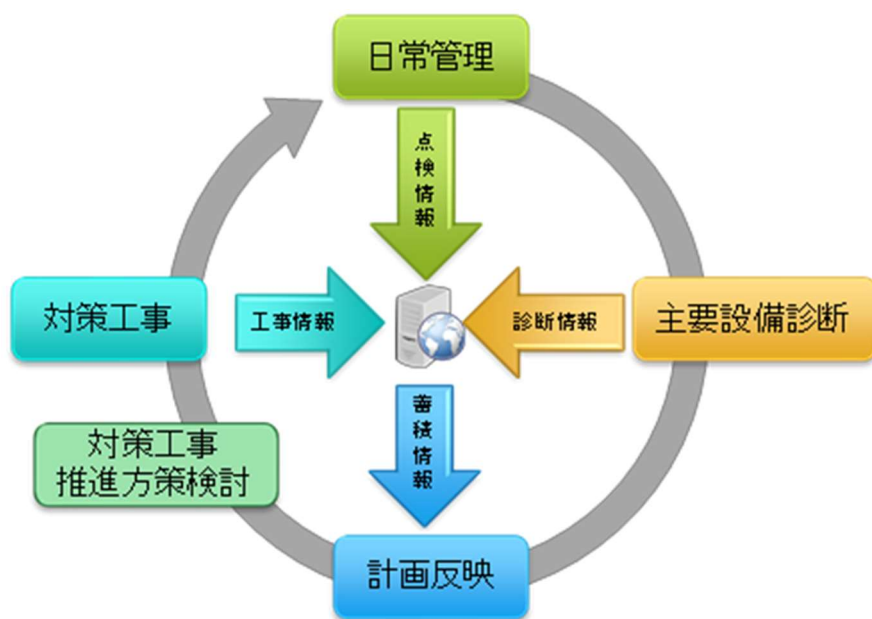 日常管理
点検情報
対策工事
工事情報
診断情報
主要設備診断
蓄積情報
対策工事
推進方策検討
計画反映